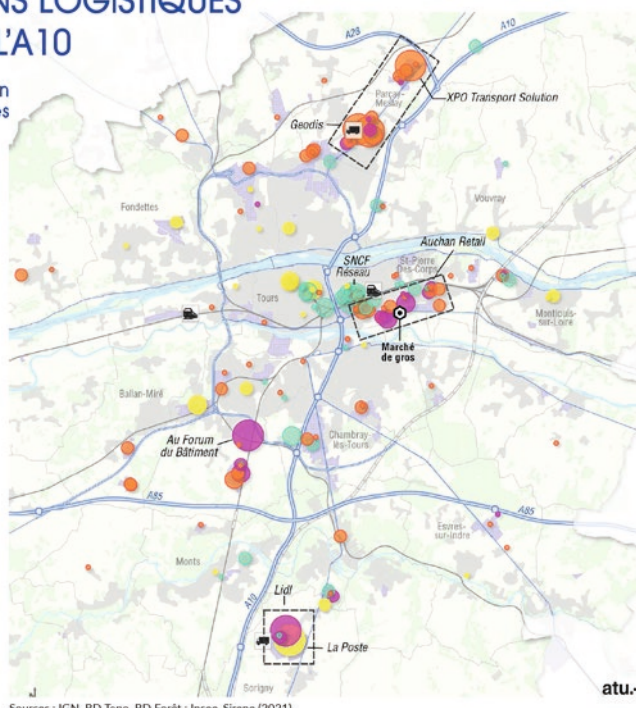 NS LOGISTIQUES
L'A10
n
es
A28
A10
Parçay-
Meslay
XPO Transport Solution
Geodis
Fondettes
Vouvray
Auchan Retail
SNCF
Réseau
St-Pierre
Des-Corps
Tours
Montlouis-
sur-Loire
Marché
de gros
Ballan-Miré
Au Forum
du Bâtiment
Chambray
lès-Tours
A85
A85
Esvres-
sur-Indre
Monts
A10
Lidl
La Poste
Sorigny
atu.
Sources : IGN, BD Topo, BD Forêt ; Insee, Sirene (2021)